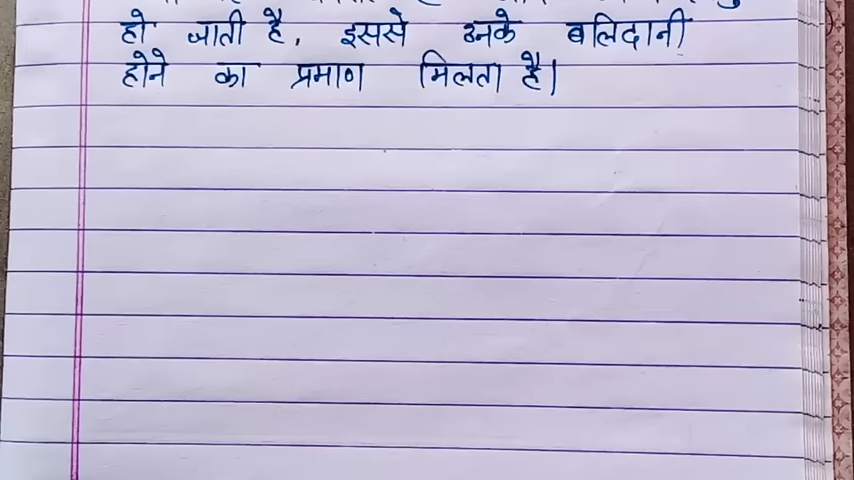 हो जाती है, इससे उनके बलिदानी
होने का प्रमाण मिलता है।